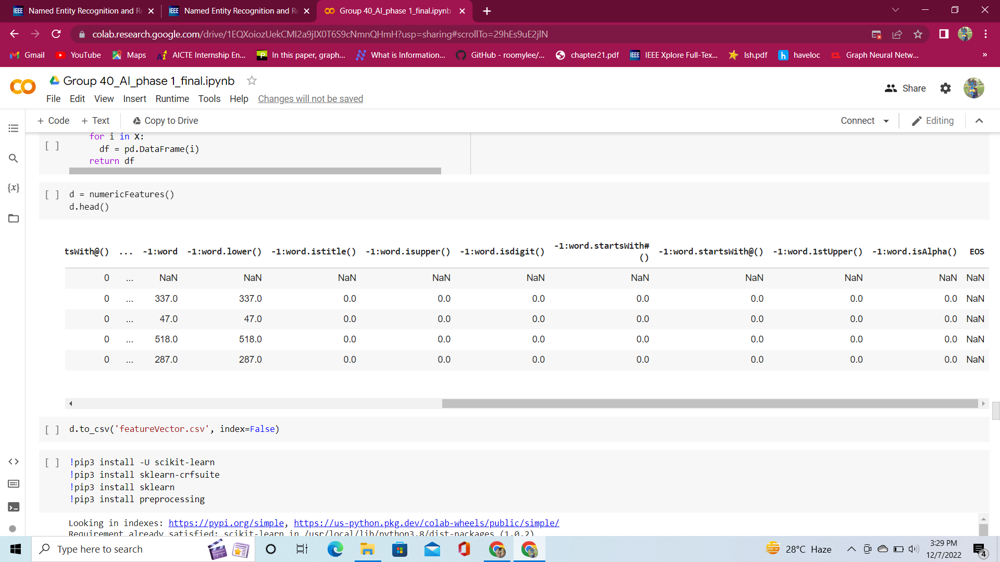 Named Entity Recognition and Re
Named Entity Recognition and Re
Group 40_AI_phase 1_final.ipynb
colab.research.google.com/drive/1EQXoiozUekCMI2a9jIX0T6S9cNmnQHmH?usp=sharing#scrollTo=29hEs9uE2jlN
Gmail YouTube Maps AICTE Internship En... In this paper, graph... What is Information... GitHub - roomylee/... chapter21.pdf IEEE Xplore Full-Tex... lsh.pdf haveloc Graph Neural Netw... »
Group 40_AI_phase 1_final.ipynb
Share
File Edit View Insert Runtime Tools Help Changes will not be saved
+ Code + Text Copy to Drive Connect Editing
for i in X:
[ ] df = pd.DataFrame(i)
return df
{x}
[ ] d = numericFeatures()
d.head()
tsWith@() ... -1:word -1:word.lower() -1:word.istitle() -1:word.isupper() -1:word.isdigit() -1:word.startsWith#() -1:word.startsWith@() -1:word.1stUpper() -1:word.isAlpha() EOS
0 ... NaN NaN NaN NaN NaN NaN NaN NaN NaN NaN
0 ... 337.0 337.0 0.0 0.0 0.0 0.0 0.0 0.0 0.0 NaN
0 ... 47.0 47.0 0.0 0.0 0.0 0.0 0.0 0.0 0.0 NaN
0 ... 518.0 518.0 0.0 0.0 0.0 0.0 0.0 0.0 0.0 NaN
0 ... 287.0 287.0 0.0 0.0 0.0 0.0 0.0 0.0 0.0 NaN
[ ] d.to_csv('featureVector.csv', index=False)
[ ] !pip3 install -U scikit-learn
!pip3 install sklearn-crfsuite
!pip3 install sklearn
!pip3 install preprocessing
Looking in indexes: https://pypi.org/simple, https://us-python.pkg.dev/colab-wheels/public/simple/
Requirement already satisfied: scikit-learn in /usr/local/lib/python3.8/dist-packages (1.0.2)
Type here to search
28°C Haze
3:29 PM
12/7/2022
4